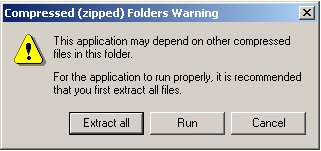 Compressed (zipped) Folders Warning
This application may depend on other compressed
files in this folder.
For the application to run properly, it is recommended
that you first extract all files.
Extract all Run Cancel